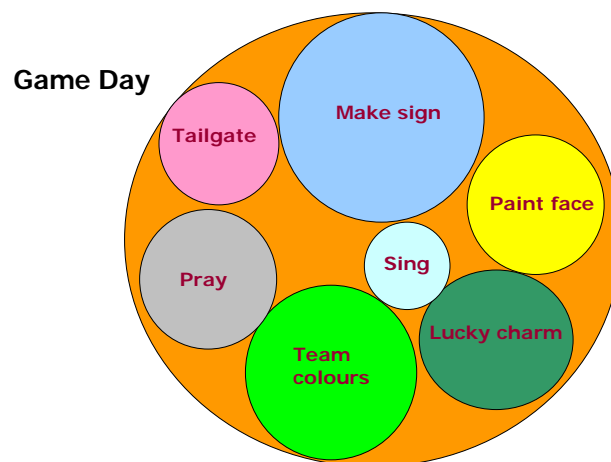 Game Day
Make sign
Tailgate
Paint face
Sing
Pray
Lucky charm
Team
colours